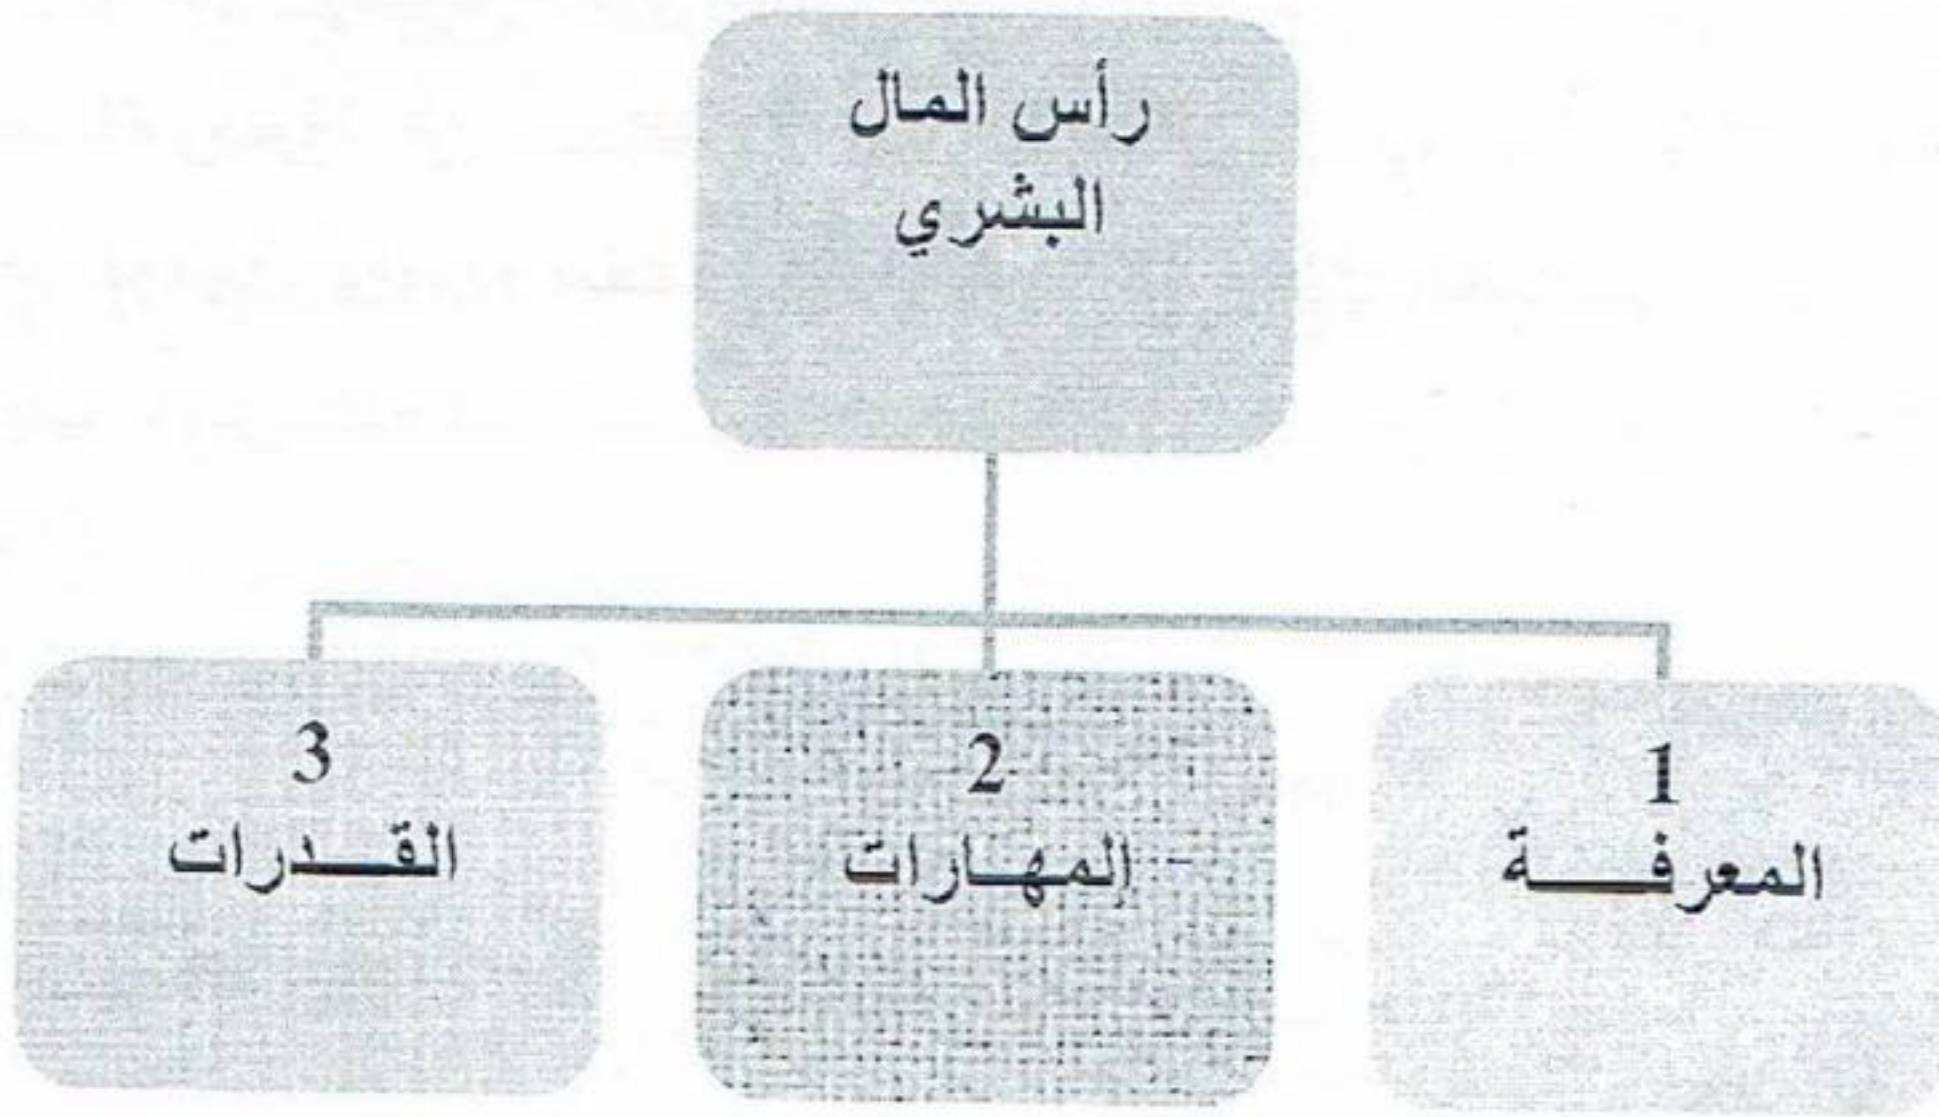 رأس المال
البشري
1
المعرفة
2
المهارات
3
القدرات